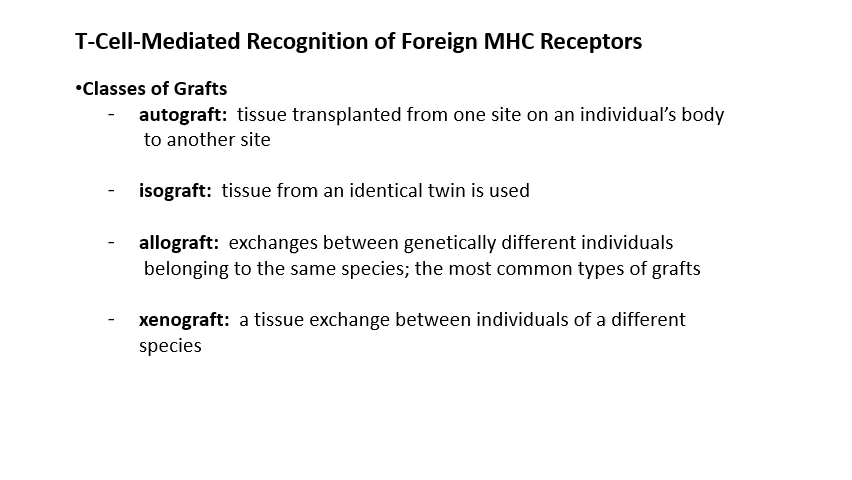 T-Cell-Mediated Recognition of Foreign MHC Receptors
•Classes of Grafts
- autograft: tissue transplanted from one site on an individual’s body
to another site
- isograft: tissue from an identical twin is used
- allograft: exchanges between genetically different individuals
belonging to the same species; the most common types of grafts
- xenograft: a tissue exchange between individuals of a different
species